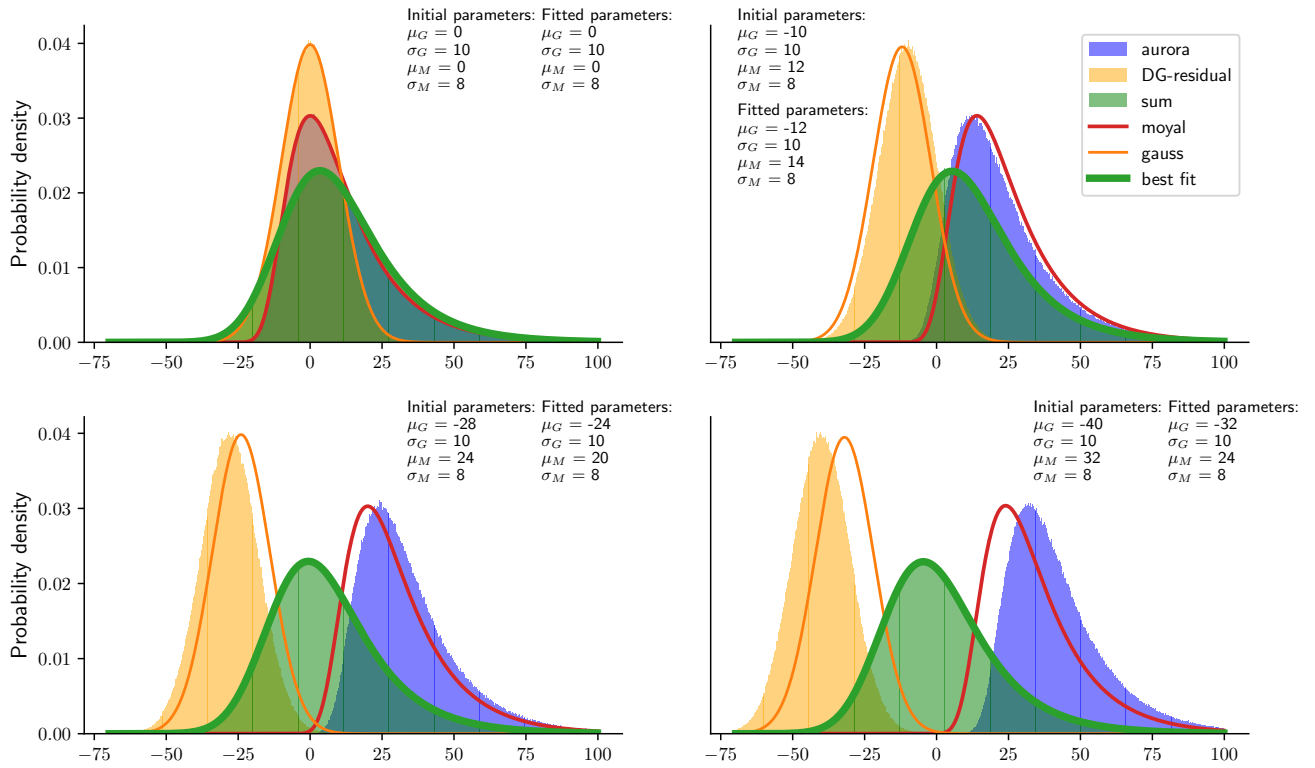 Initial parameters: Fitted parameters:
μG = 0 μG = 0
σG = 10 σG = 10
μM = 0 μM = 0
σM = 8 σM = 8
Probability density
0.04
0.03
0.02
0.01
0.00
−75 −50 −25 0 25 50 75 100
Initial parameters:
μG = -10
σG = 10
μM = 12
σM = 8
Fitted parameters:
μG = -12
σG = 10
μM = 14
σM = 8
aurora
DG-residual
sum
moyal
gauss
best fit
−75 −50 −25 0 25 50 75 100
Initial parameters: Fitted parameters:
μG = -28 μG = -24
σG = 10 σG = 10
μM = 24 μM = 20
σM = 8 σM = 8
Probability density
0.04
0.03
0.02
0.01
0.00
−75 −50 −25 0 25 50 75 100
Initial parameters: Fitted parameters:
μG = -40 μG = -32
σG = 10 σG = 10
μM = 32 μM = 24
σM = 8 σM = 8
−75 −50 −25 0 25 50 75 100